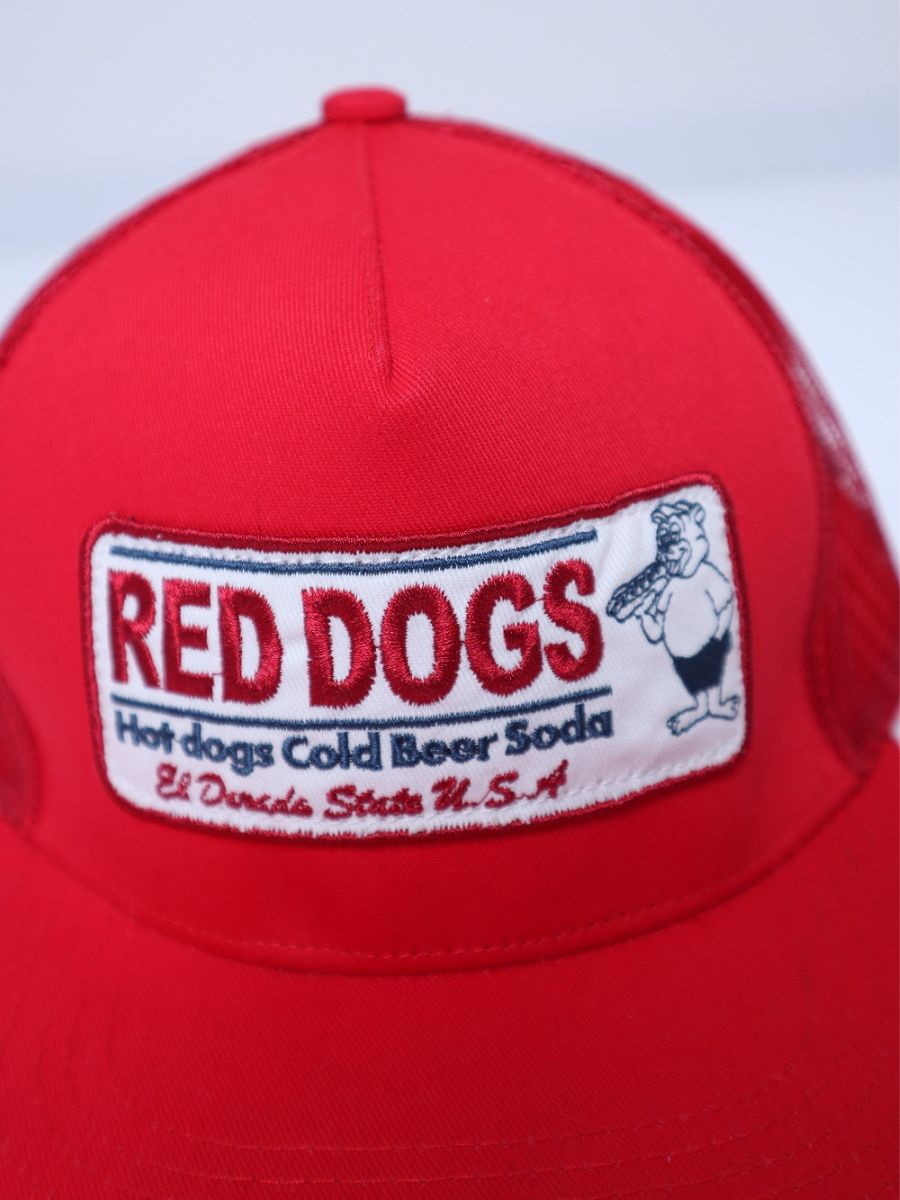 RED DOGS
Hot dogs Cold Beer Soda
El Dorado State U.S.A